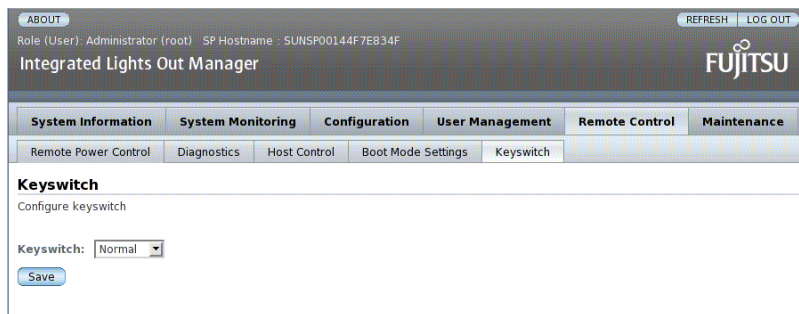 ABOUT
REFRESH LOG OUT
Role (User): Administrator (root) SP Hostname : SUNSP00144F7E834F
Integrated Lights Out Manager
FUJITSU
System Information System Monitoring Configuration User Management Remote Control Maintenance
Remote Power Control Diagnostics Host Control Boot Mode Settings Keyswitch
Keyswitch
Configure keyswitch
Keyswitch: Normal
Save